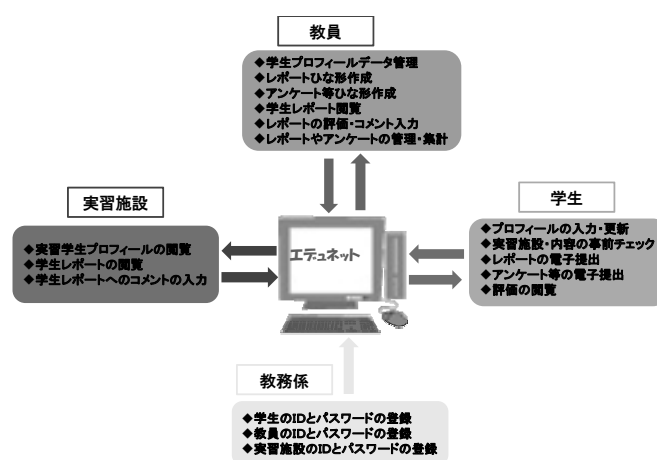 教員
◆学生プロフィールデータ管理
◆レポートひな形作成
◆アンケート等ひな形作成
◆学生レポート閲覧
◆レポートの評価・コメント入力
◆レポートやアンケートの管理・集計
実習施設
◆実習学生プロフィールの閲覧
◆学生レポートの閲覧
◆学生レポートへのコメントの入力
エデュネット
学生
◆プロフィールの入力・更新
◆実習施設・内容の事前チェック
◆レポートの電子提出
◆アンケート等の電子提出
◆評価の閲覧
教務係
◆学生のIDとパスワードの登録
◆教員のIDとパスワードの登録
◆実習施設のIDとパスワードの登録